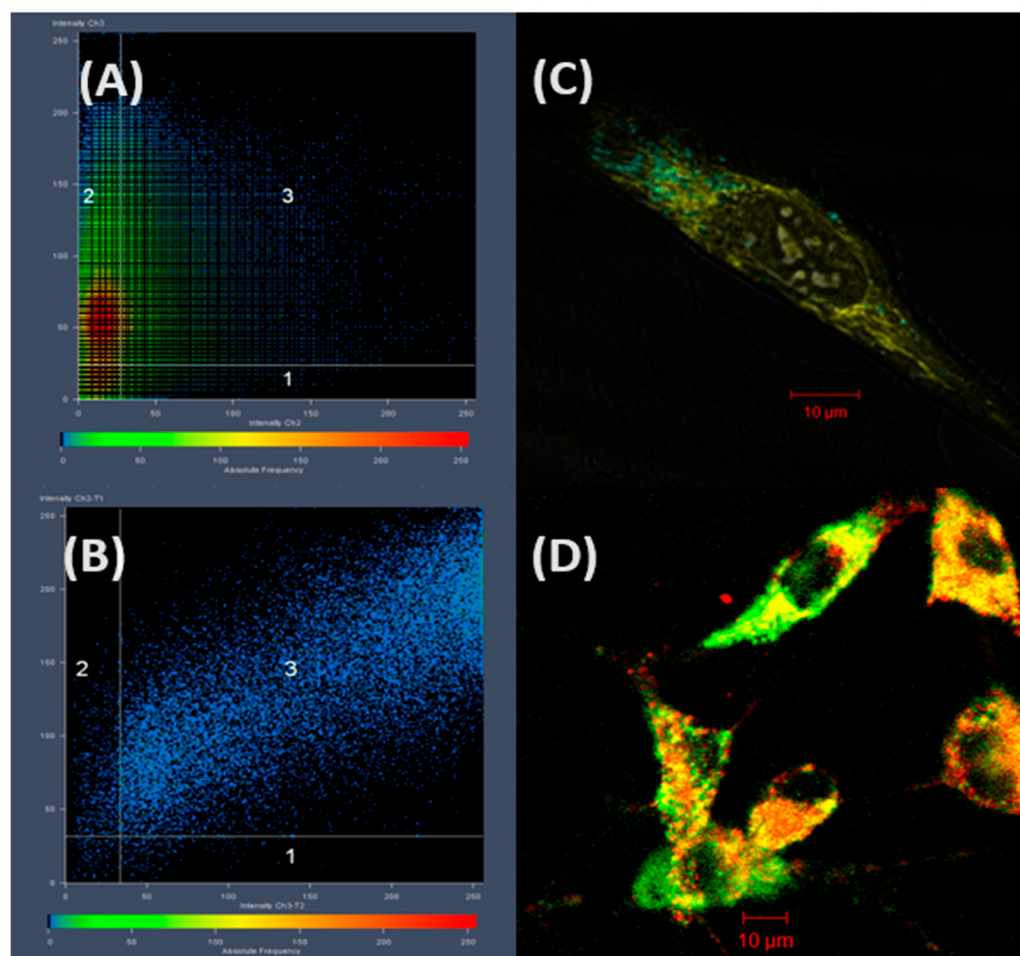 Intensity Ch3
250
(A)
200
2
150
3
100
50
1
0
0 50 100 150 200 250
Intensity Ch2
0 50 100 150 200 250
Absolute Frequency
(C)
10 µm
Intensity Ch2-T1
250
(B)
200
2
150
3
100
50
1
0
0 50 100 150 200 250
Intensity Ch3-T2
0 50 100 150 200 250
Absolute Frequency
(D)
10 µm